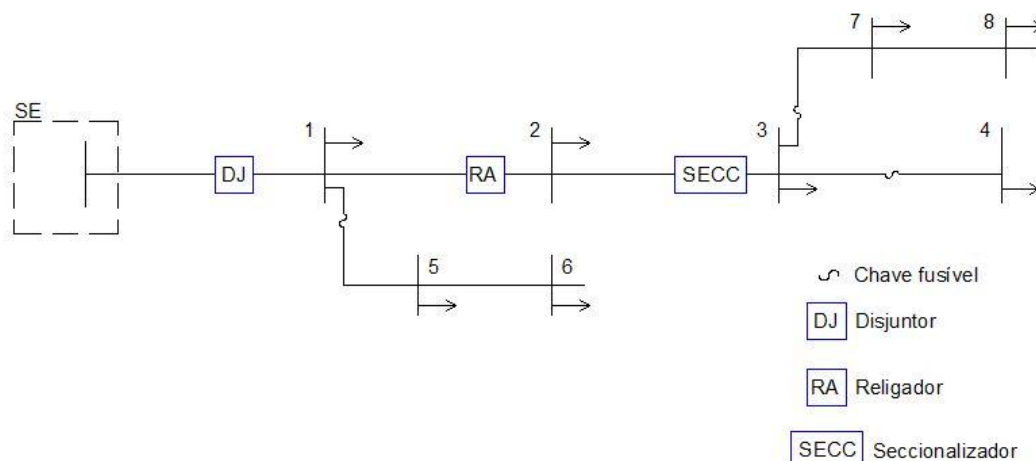 7
8
SE
1
2
3
4
DJ
RA
SECC
5
6
Chave fusível
DJ Disjuntor
RA Religador
SECC Seccionalizador